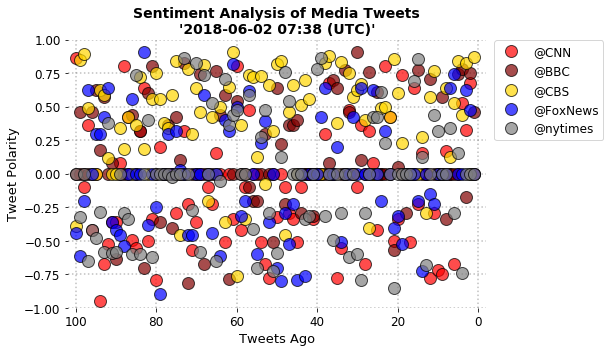 Sentiment Analysis of Media Tweets
'2018-06-02 07:38 (UTC)'
1.00
0.75
0.50
0.25
0.00
−0.25
−0.50
−0.75
−1.00
Tweet Polarity
100
80
60
40
20
0
Tweets Ago
@CNN
@BBC
@CBS
@FoxNews
@nytimes